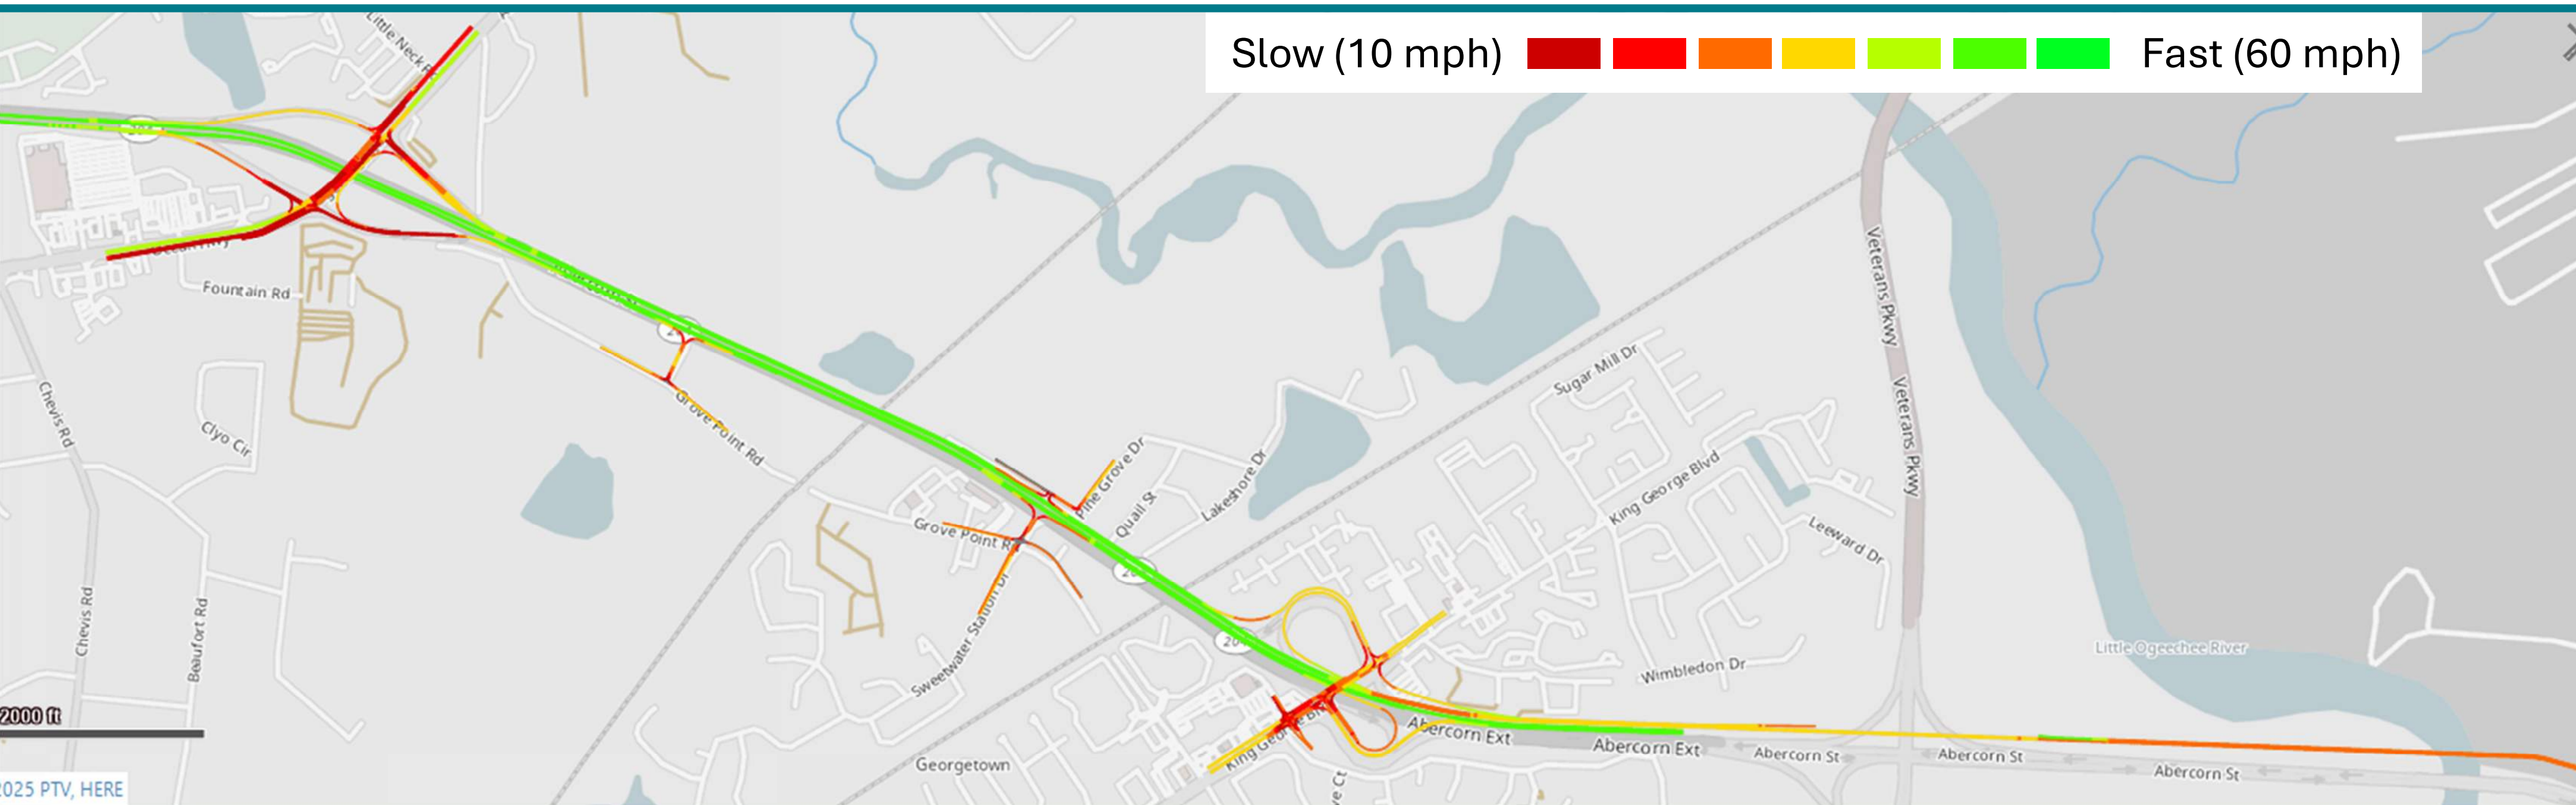 Slow (10 mph)
Fast (60 mph)
Little Neck R
204
Fountain Rd
Chevis Rd
Clyo Cir
Grove Point Rd
Veterans Pkwy
Veterans Pkwy
Sugar Mill Dr
Pine Grove Dr
Quail St
Lakeshore Dr
King George Blvd
Leeward Dr
Grove Point R
Chevis Rd
Beaufort Rd
Sweetwater Station Dr
Wimbledon Dr
Little Ogeechee River
2000 ft
Georgetown
King George B
Abercorn Ext
Abercorn Ext
Abercorn St
Abercorn St
Abercorn St
2025 PTV, HERE